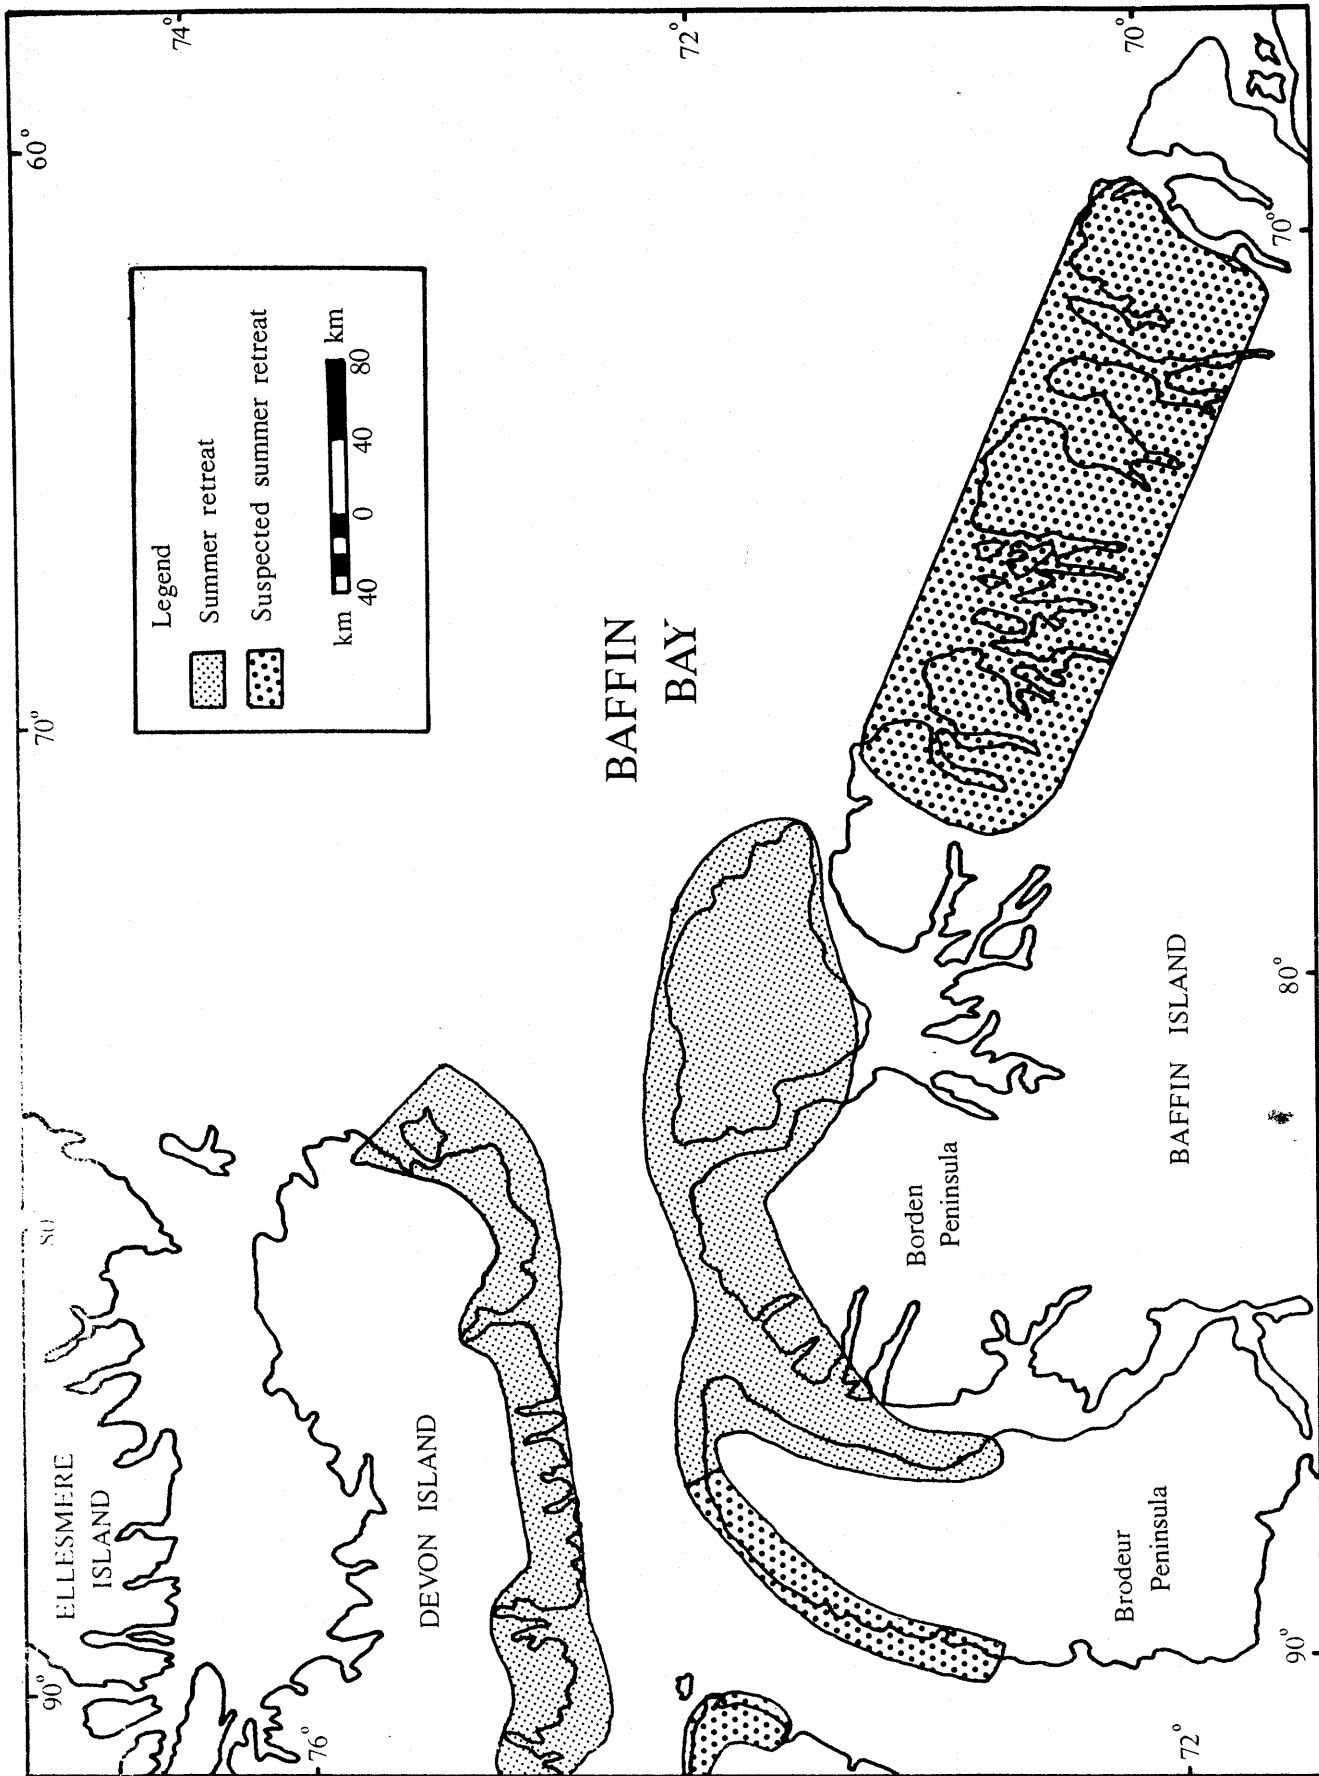 60°
70°
80
90°
74°
72°
70°
76°
72°
70°
80°
90°
Legend
Summer retreat
Suspected summer retreat
km 40 0 40 80 km
ELLESMERE
ISLAND
DEVON ISLAND
BAFFIN
BAY
Borden
Peninsula
BAFFIN ISLAND
Brodeur
Peninsula